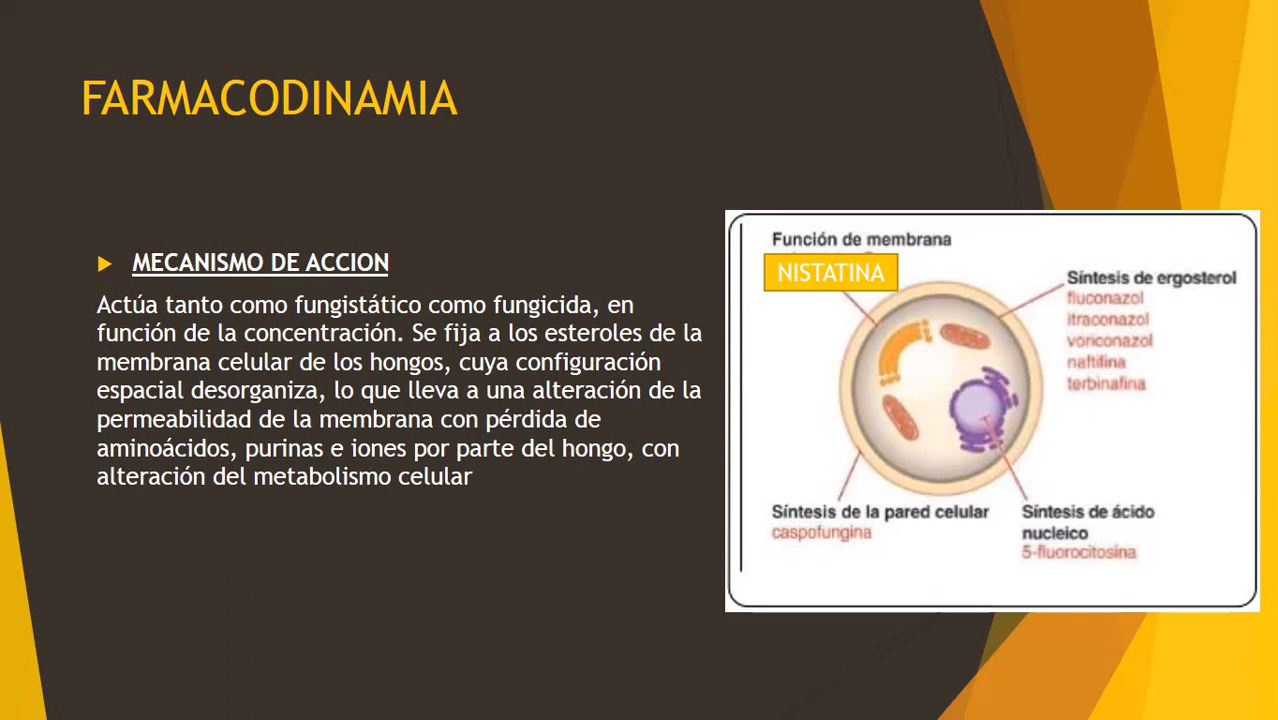 FARMACODINAMIA
MECANISMO DE ACCION
Actúa tanto como fungistático como fungicida, en
función de la concentración. Se fija a los esteroles de la
membrana celular de los hongos, cuya configuración
espacial desorganiza, lo que lleva a una alteración de la
permeabilidad de la membrana con pérdida de
aminoácidos, purinas e iones por parte del hongo, con
alteración del metabolismo celular
Función de membrana
NISTATINA
Síntesis de ergosterol
fluconazol
itraconazol
voriconazol
naftifina
terbinafina
Síntesis de la pared celular
caspofungina
Síntesis de ácido
nucleico
5-fluorocitosina